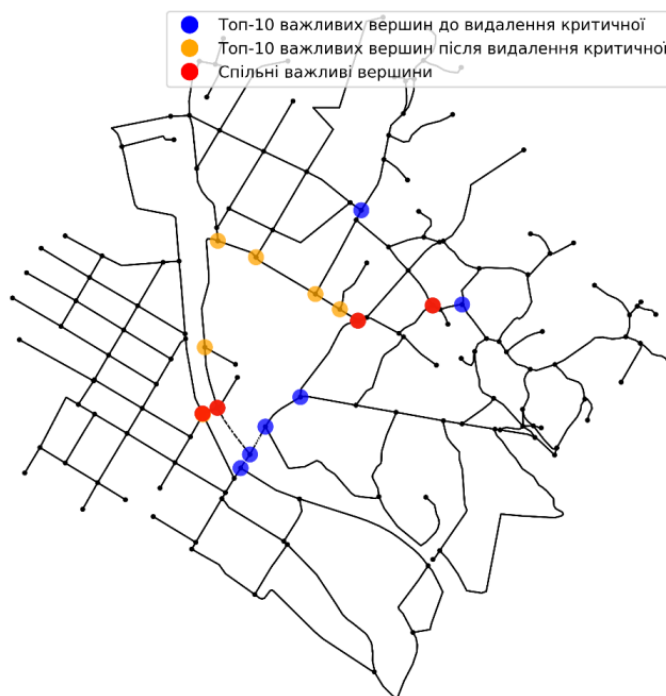 Топ-10 важливих вершин до видалення критичної
Топ-10 важливих вершин після видалення критичної
Спільні важливі вершини